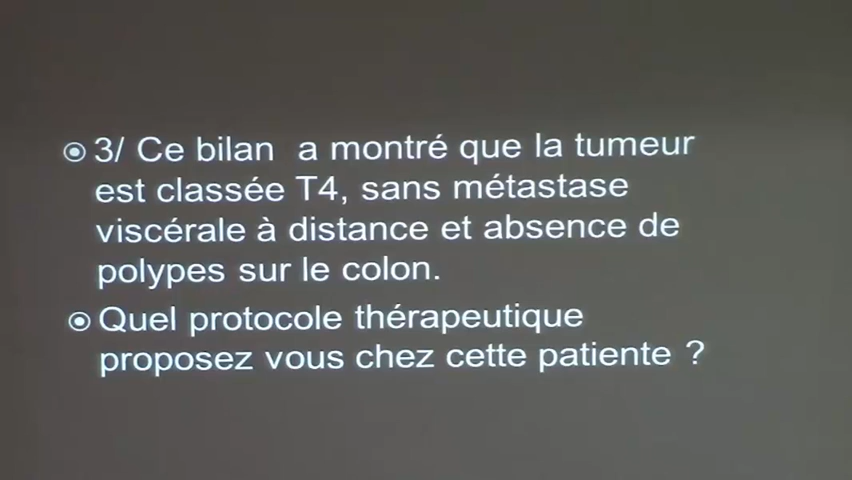 3/ Ce bilan a montré que la tumeur
est classée T4, sans métastase
viscérale à distance et absence de
polypes sur le colon.
Quel protocole thérapeutique
proposez vous chez cette patiente ?